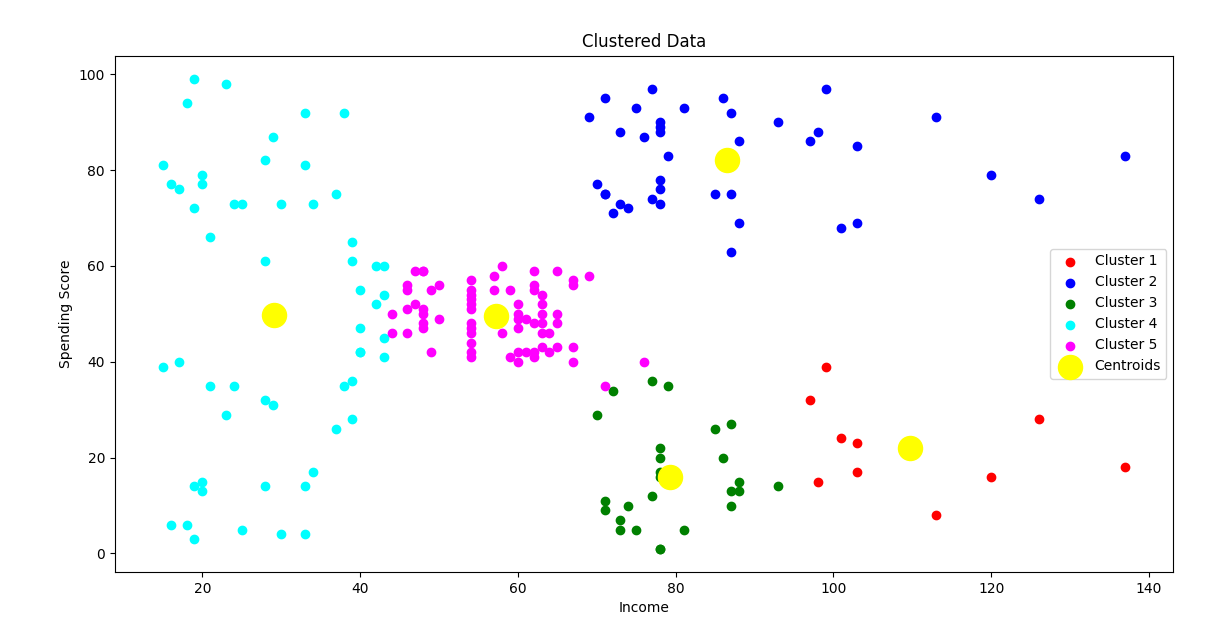 Clustered Data
100
80
60
40
20
0
Spending Score
Cluster 1
Cluster 2
Cluster 3
Cluster 4
Cluster 5
Centroids
20 40 60 80 100 120 140
Income